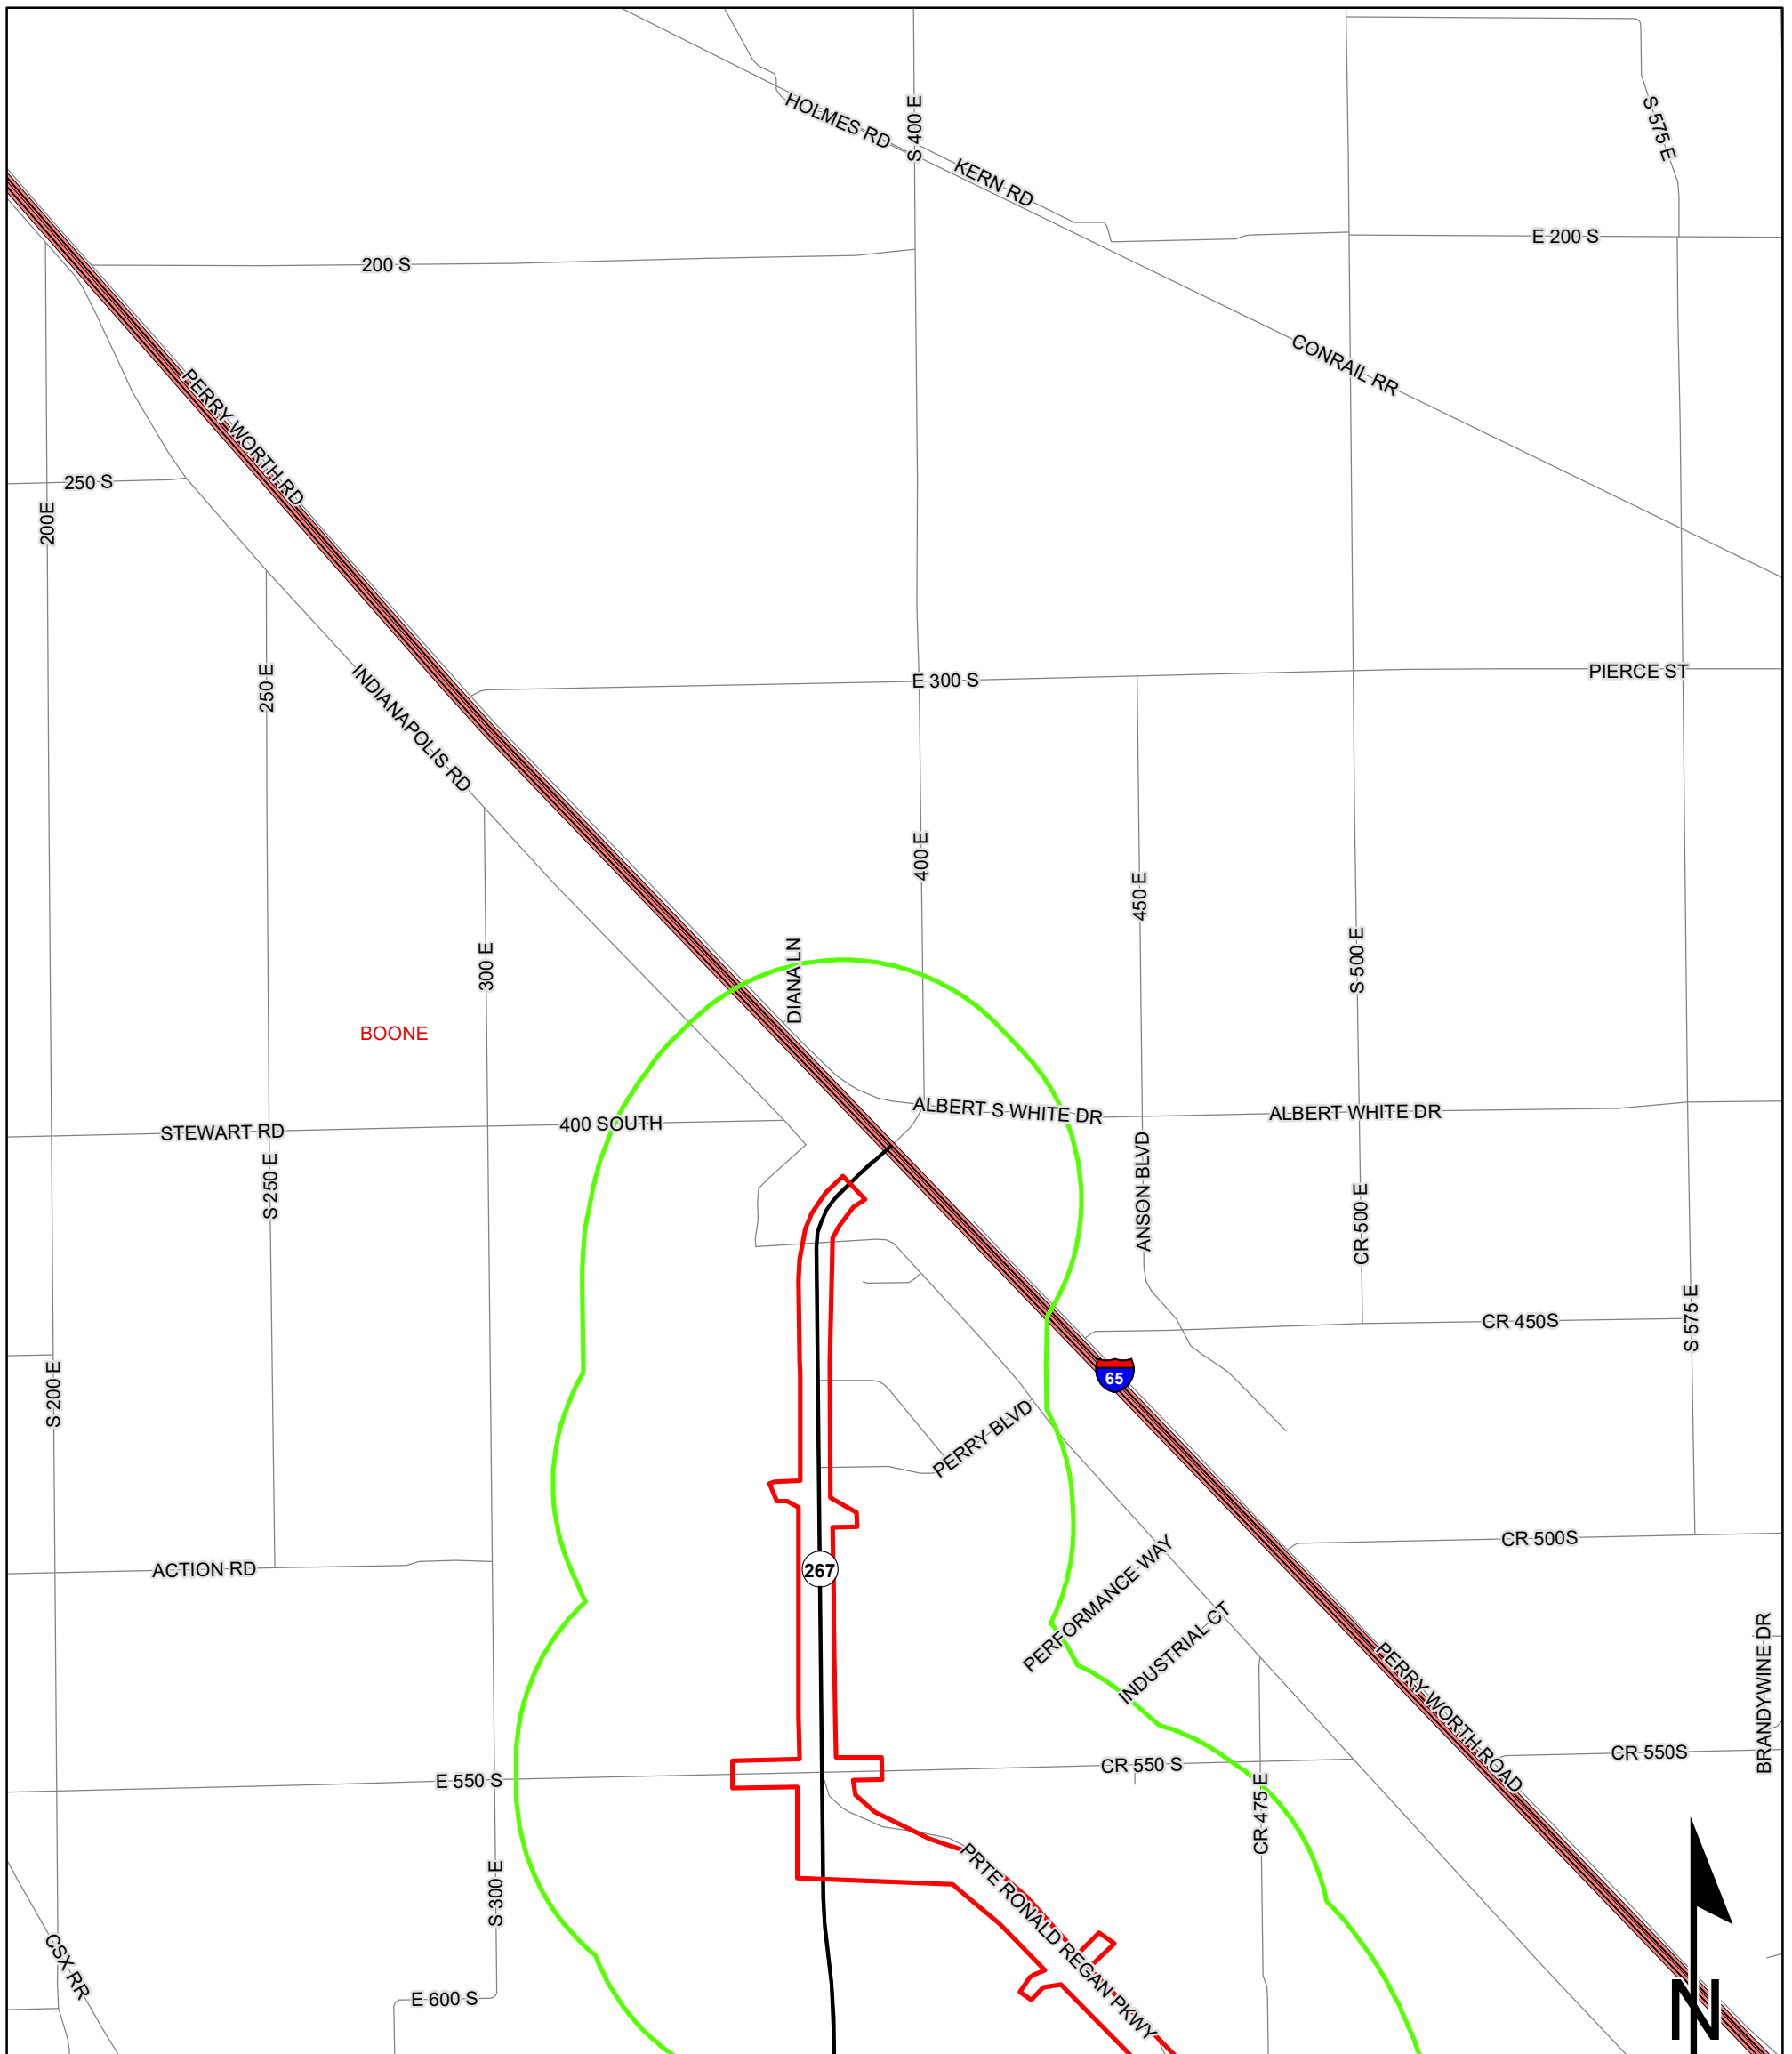 HOLMES RD
S 400 E
KERN RD
S 575 E
200 S
E 200 S
CONRAIL RR
PERRY WORTH RD
250 S
200E
250 E
INDIANAPOLIS RD
E 300 S
PIERCE ST
400 E
450 E
300 E
DIANA LN
S 500 E
BOONE
STEWART RD
400 SOUTH
ALBERT S WHITE DR
ALBERT WHITE DR
S 250 E
ANSON BLVD
CR 500 E
CR 450S
S 575 E
S 200 E
65
PERRY BLVD
ACTION RD
267
CR 500S
PERFORMANCE WAY
INDUSTRIAL CT
PERRY WORTH ROAD
BRANDYWINE DR
E 550 S
CR 550 S
CR 550S
CR 475 E
S 300 E
PRTE RONALD REGAN PKWY
CSX RR
E 600 S
N